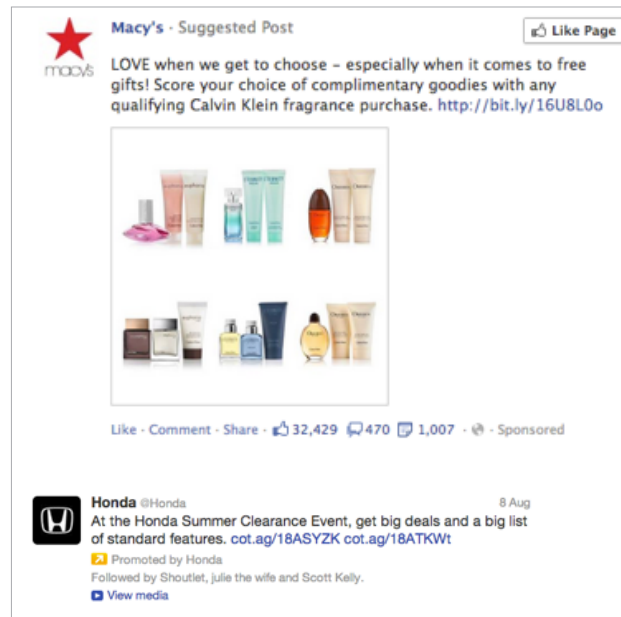 Macy's · Suggested Post
Like Page
macy's
LOVE when we get to choose – especially when it comes to free
gifts! Score your choice of complimentary goodies with any
qualifying Calvin Klein fragrance purchase. http://bit.ly/16U8L0o
Like · Comment · Share · 32,429 470 1,007 · · Sponsored
Honda @Honda 8 Aug
At the Honda Summer Clearance Event, get big deals and a big list
of standard features. cot.ag/18ASYZK cot.ag/18ATKWt
Promoted by Honda
Followed by Shoutlet, julie the wife and Scott Kelly.
View media